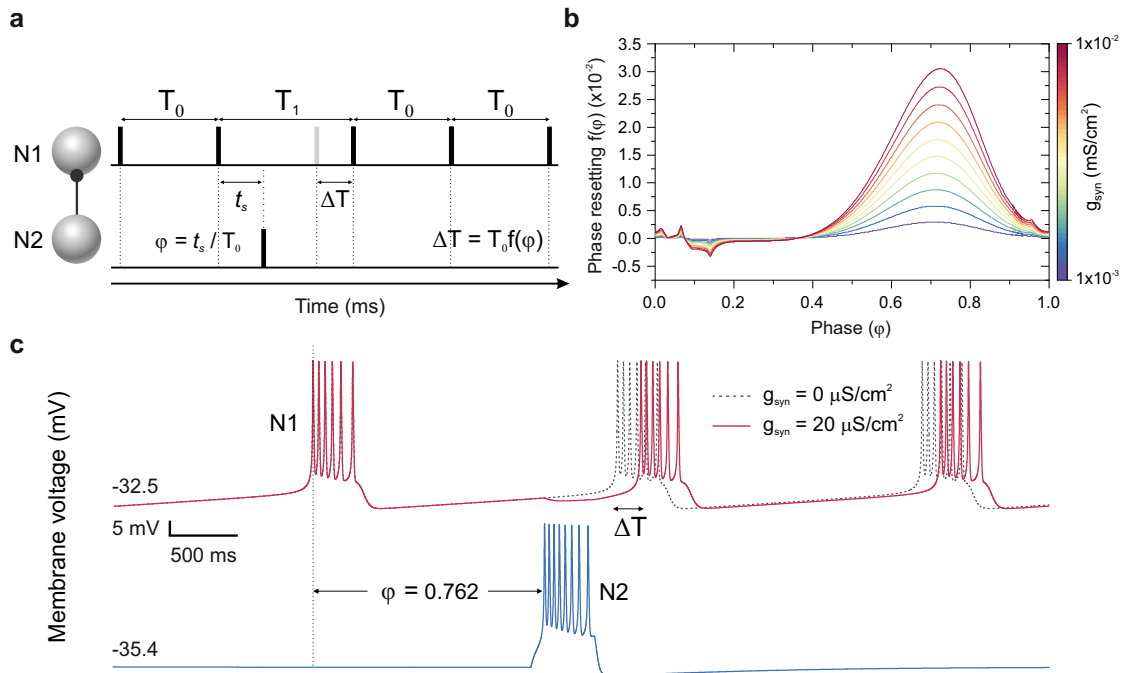 a
T₀ T₁ T₀ T₀
N1
tₛ ΔT
N2
φ = tₛ / T₀ ΔT = T₀f(φ)
Time (ms)
b
Phase resetting f(φ) (x10⁻²)
3.5
3.0
2.5
2.0
1.5
1.0
0.5
0.0
-0.5
0.0 0.2 0.4 0.6 0.8 1.0
Phase (φ)
1x10⁻²
g_syn (mS/cm²)
1x10⁻³
c
Membrane voltage (mV)
N1
g_syn = 0 μS/cm²
g_syn = 20 μS/cm²
-32.5
5 mV
500 ms
ΔT
φ = 0.762
N2
-35.4